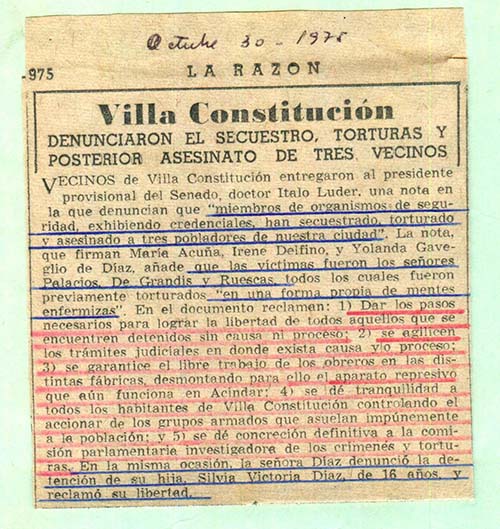 Octubre 30 - 1975
-975
LA RAZON
Villa Constitución
DENUNCIARON EL SECUESTRO, TORTURAS Y
POSTERIOR ASESINATO DE TRES VECINOS
VECINOS de Villa Constitución entregaron al presidente
provisional del Senado, doctor Italo Luder, una nota en
la que denuncian que "miembros de organismos de segu-
ridad, exhibiendo credenciales, han secuestrado, torturado
y asesinado a tres pobladores de nuestra ciudad". La nota,
que firman María Acuña, Irene Delfino, y Yolanda Gave-
glio de Díaz, añade que las víctimas fueron los señores
Palacios, De Grandis y Ruescas, todos los cuales fueron
previamente torturados "en una forma propia de mentes
enfermizas". En el documento reclaman: 1) Dar los pasos
necesarios para lograr la libertad de todos aquellos que se
encuentren detenidos sin causa ni proceso; 2) se agilicen
los trámites judiciales en donde exista causa y/o proceso;
3) se garantice el libre trabajo de los obreros en las dis-
tintas fábricas, desmontando para ello el aparato represivo
que aún funciona en Acindar; 4) se dé tranquilidad a
todos los habitantes de Villa Constitución controlando el
accionar de los grupos armados que asuelan impúnemente
a la población; y 5) se dé concreción definitiva a la comi-
sión parlamentaria investigadora de los crímenes y tortu-
ras. En la misma ocasión, la señora Díaz denunció la de-
tención de su hija, Silvia Victoria Díaz, de 16 años, y
reclamó su libertad.